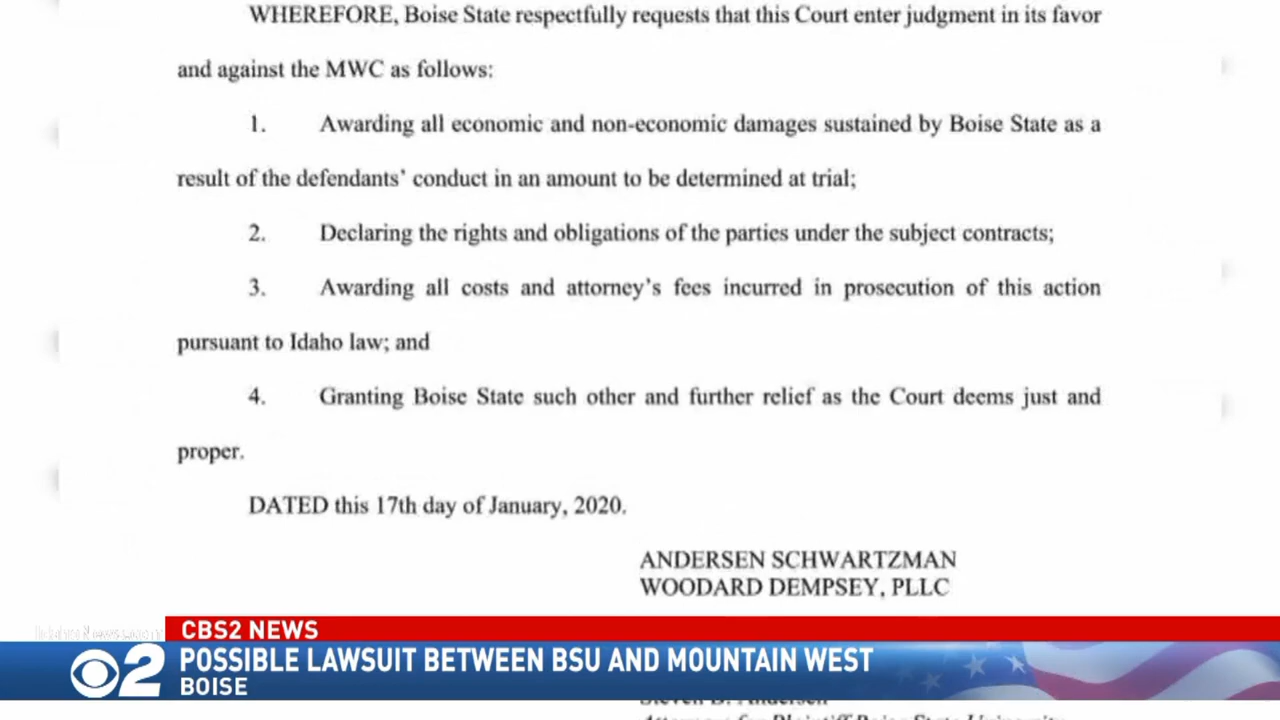 WHEREFORE, Boise State respectfully requests that this Court enter judgment in its favor
and against the MWC as follows:
1. Awarding all economic and non-economic damages sustained by Boise State as a
result of the defendants’ conduct in an amount to be determined at trial;
2. Declaring the rights and obligations of the parties under the subject contracts;
3. Awarding all costs and attorney’s fees incurred in prosecution of this action
pursuant to Idaho law; and
4. Granting Boise State such other and further relief as the Court deems just and
proper.
DATED this 17th day of January, 2020.
ANDERSEN SCHWARTZMAN
WOODARD DEMPSEY, PLLC
CBS2 NEWS
2
POSSIBLE LAWSUIT BETWEEN BSU AND MOUNTAIN WEST
BOISE